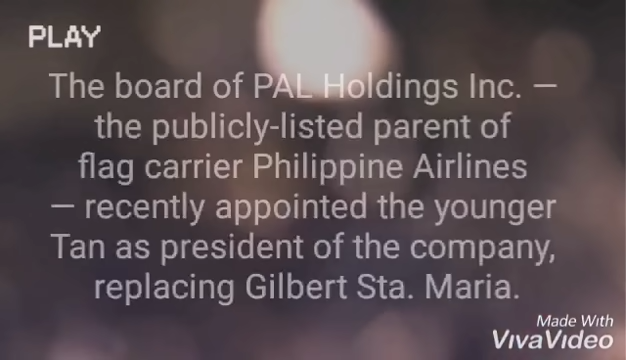 PLAY
The board of PAL Holdings Inc. —
the publicly-listed parent of
flag carrier Philippine Airlines
— recently appointed the younger
Tan as president of the company,
replacing Gilbert Sta. Maria.
Made With
VivaVideo